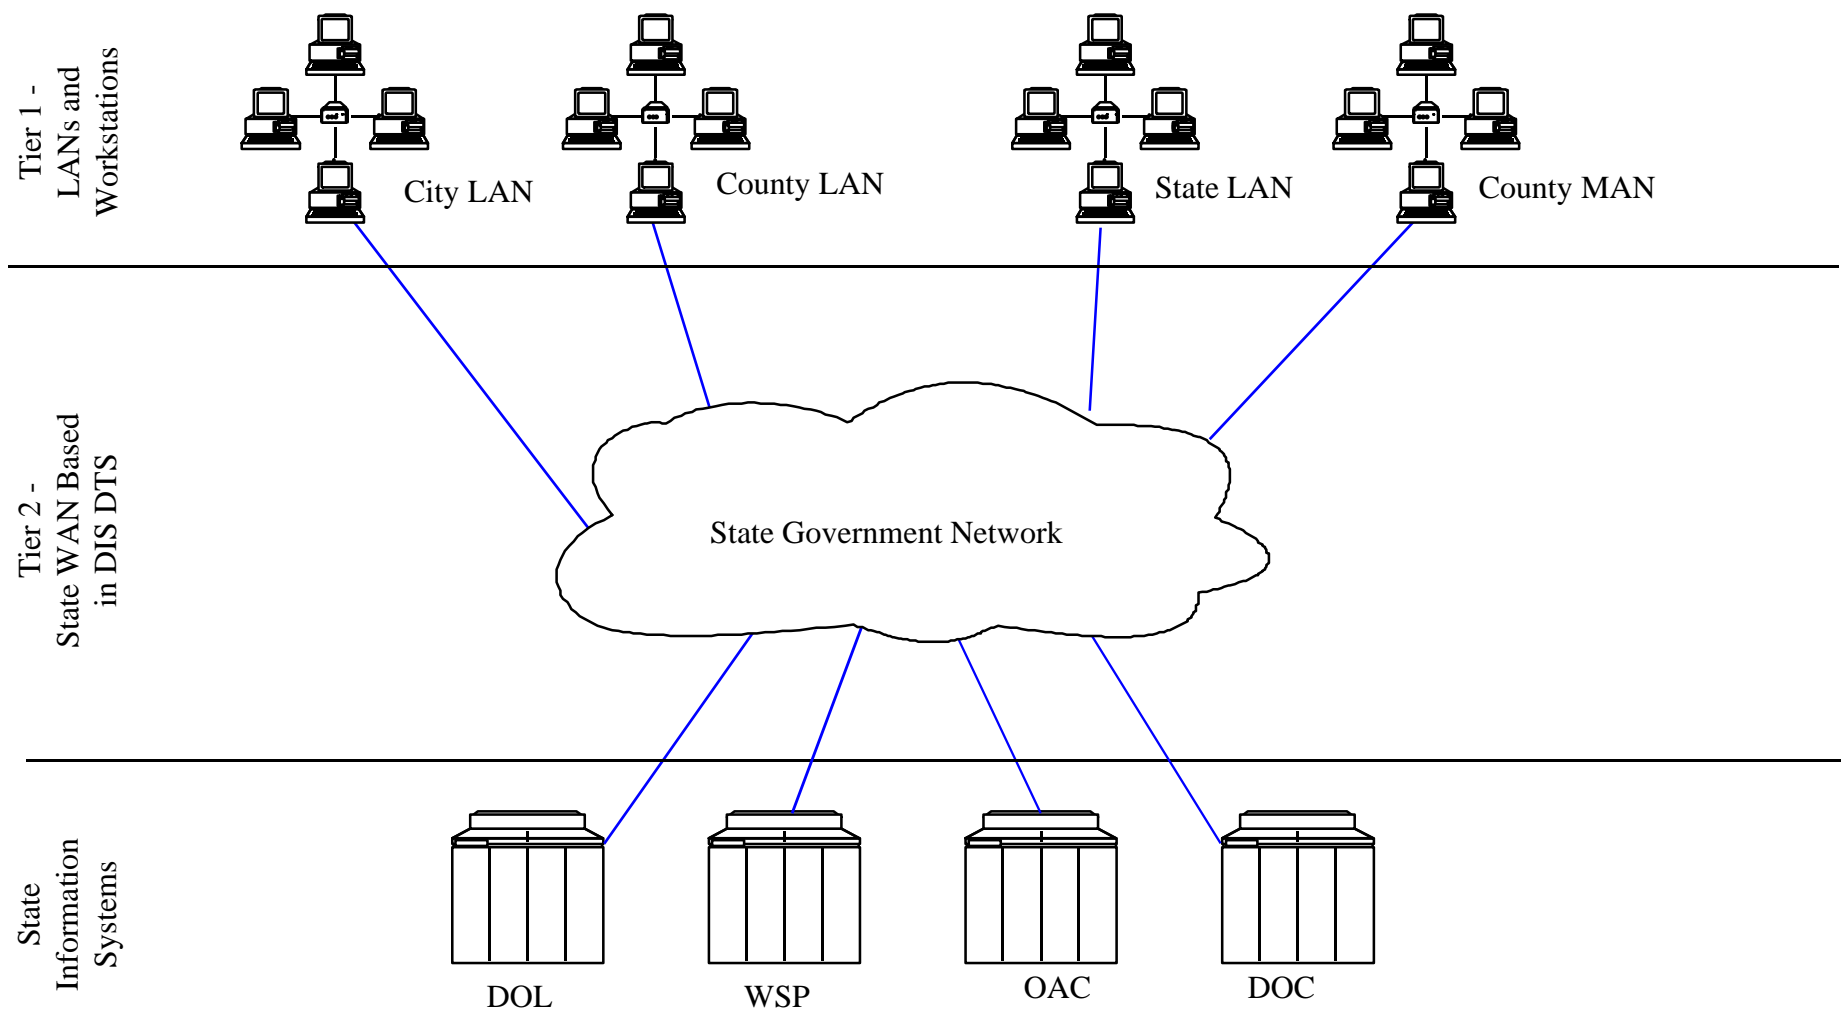 Tier 1 -
LANs and
Workstations
City LAN
County LAN
State LAN
County MAN
Tier 2 -
State WAN Based
in DIS DTS
State Government Network
State
Information
Systems
DOL
WSP
OAC
DOC